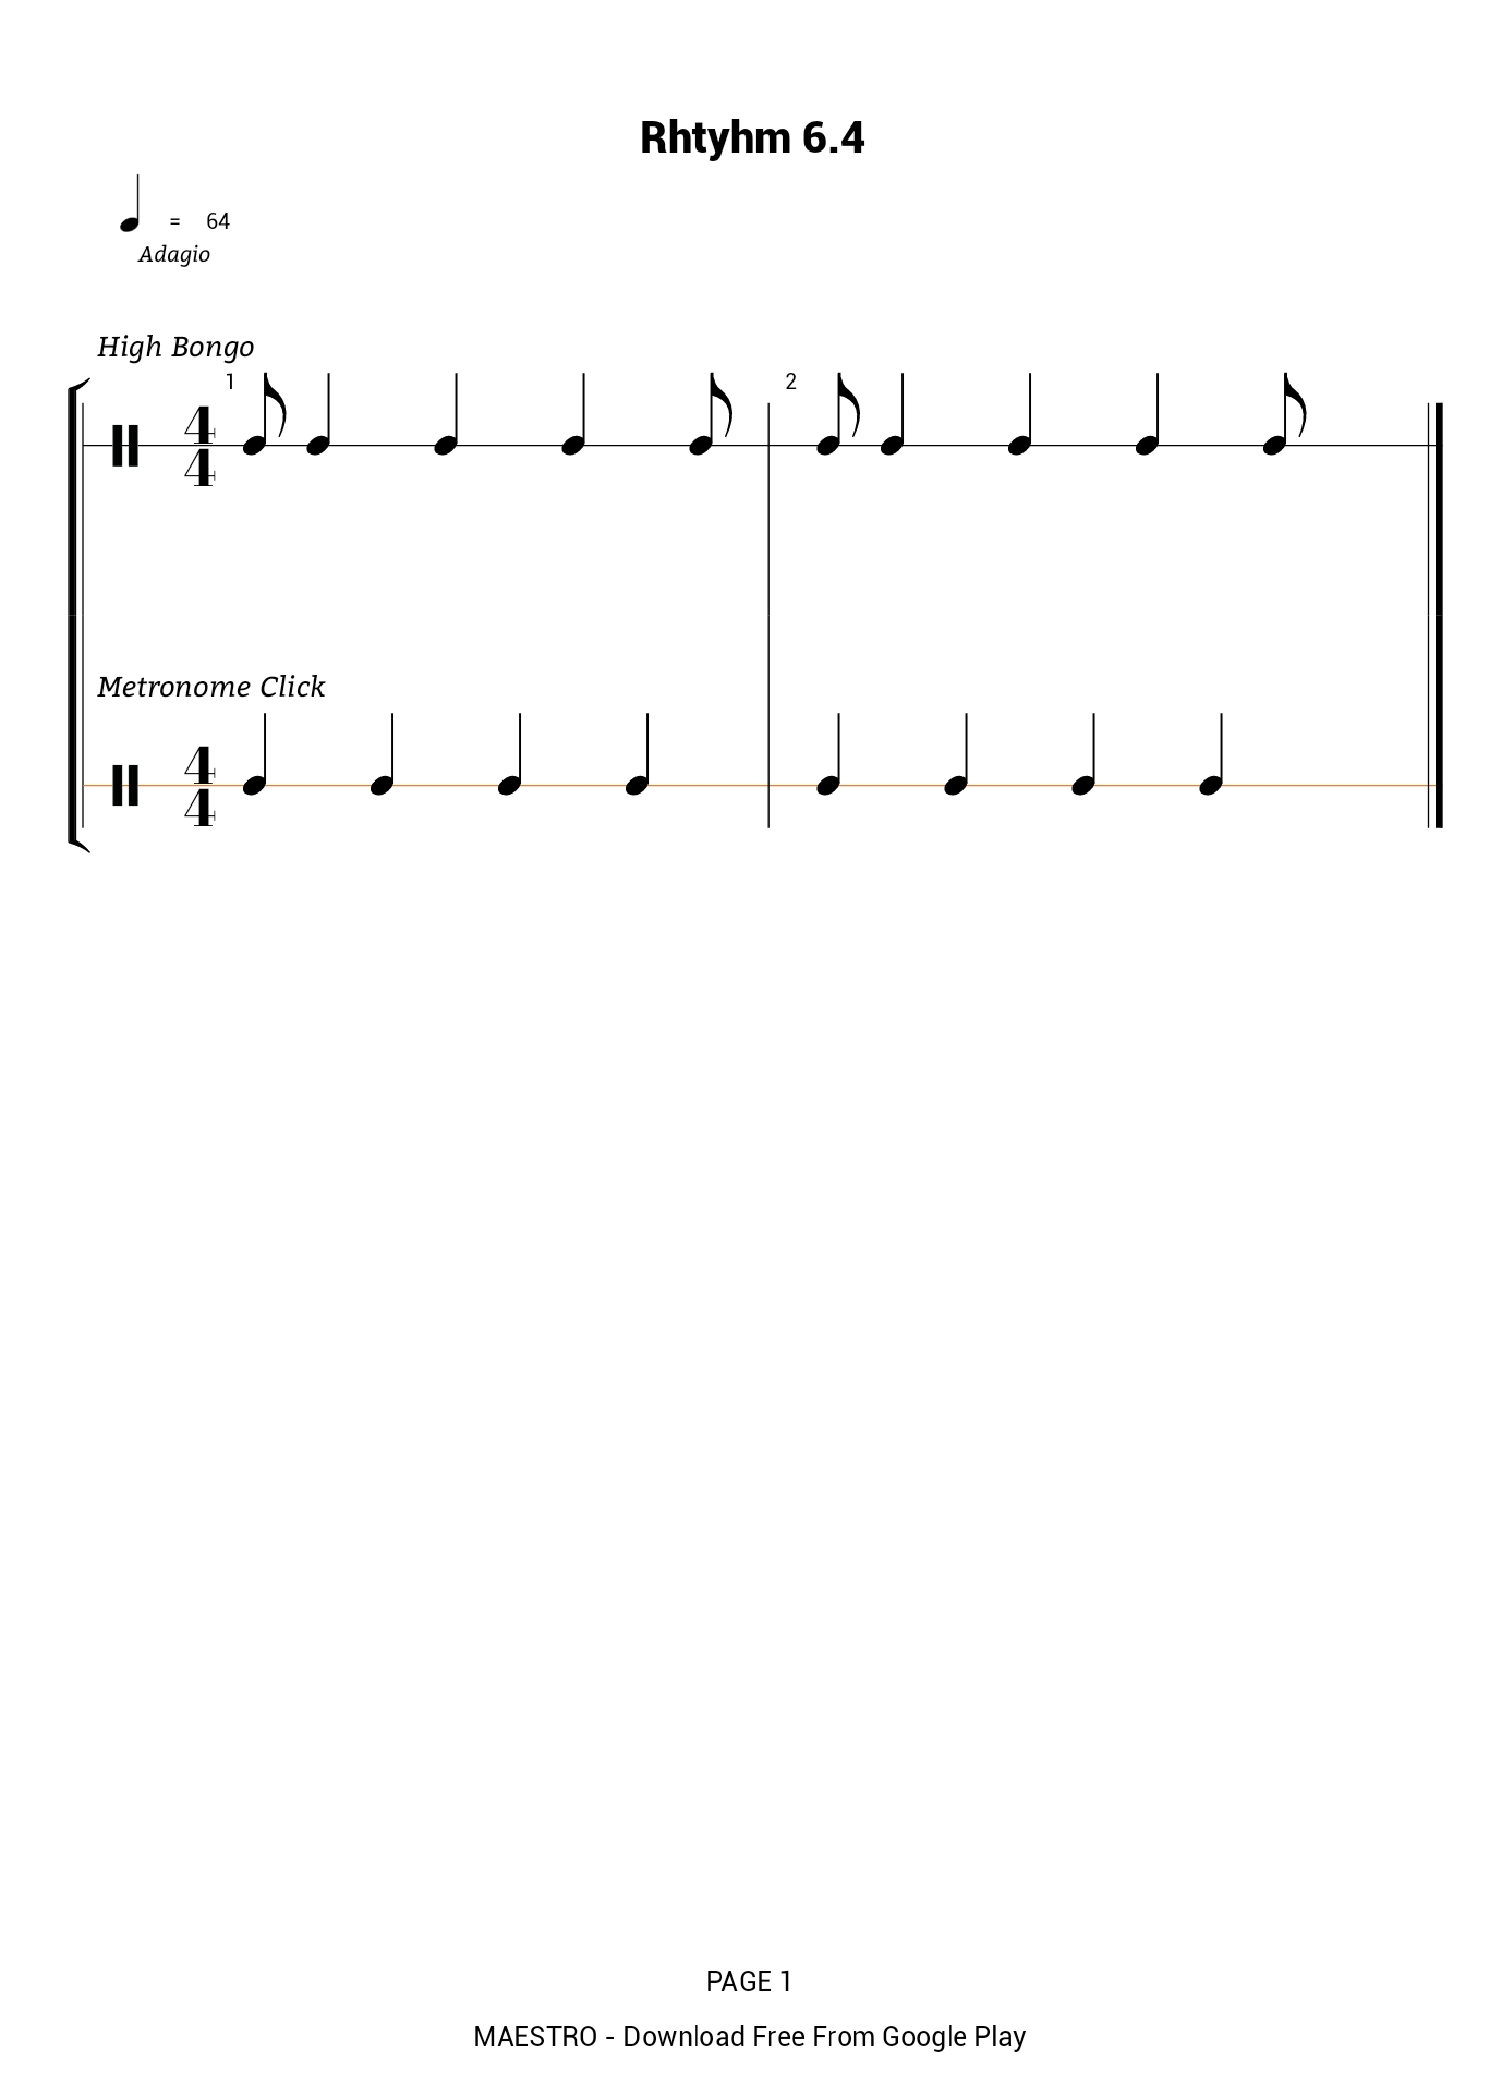 Rhtyhm 6.4
= 64
Adagio
High Bongo
1 2
4
4
Metronome Click
4
4
PAGE 1
MAESTRO - Download Free From Google Play